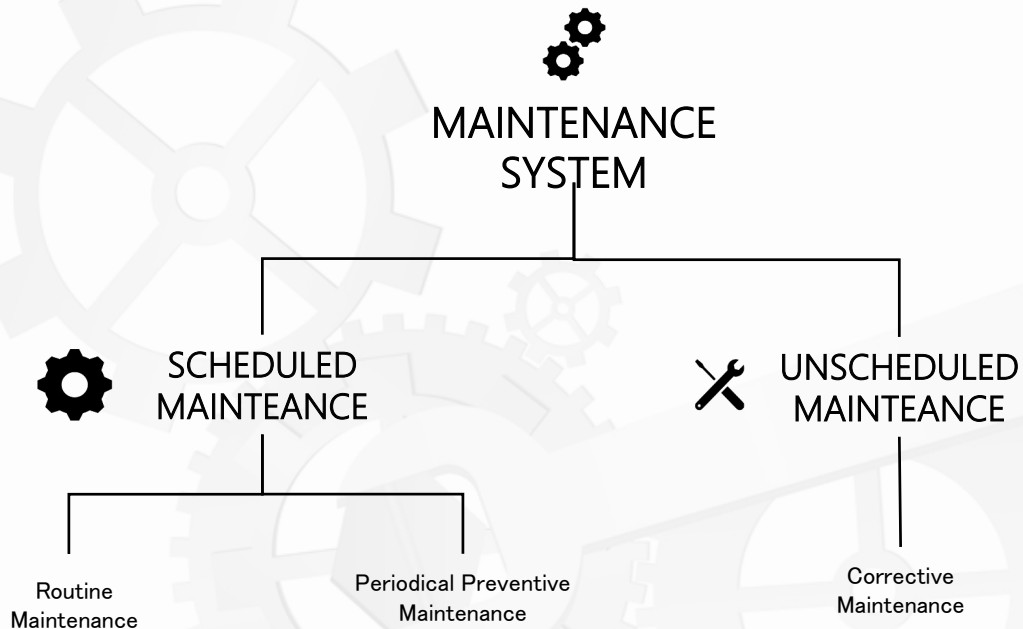 MAINTENANCE
SYSTEM
SCHEDULED
MAINTEANCE
UNSCHEDULED
MAINTEANCE
Routine
Maintenance
Periodical Preventive
Maintenance
Corrective
Maintenance